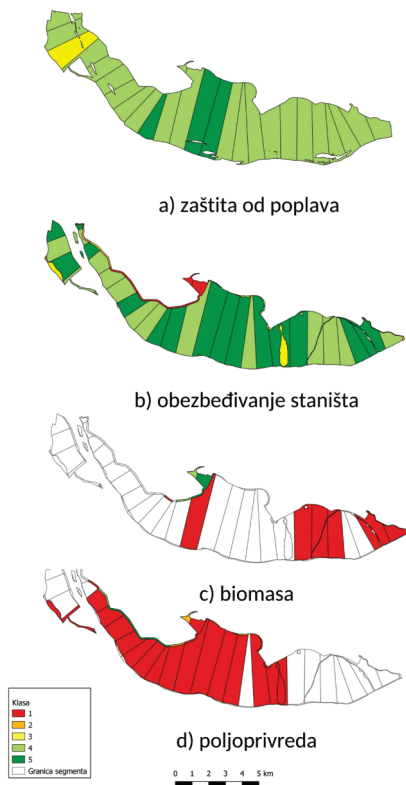 a) zaštita od poplava
b) obezbeđivanje staništa
c) biomasa
d) poljoprivreda
Klasa
1
2
3
4
5
Granica segmenta
0 1 2 3 4 5 km